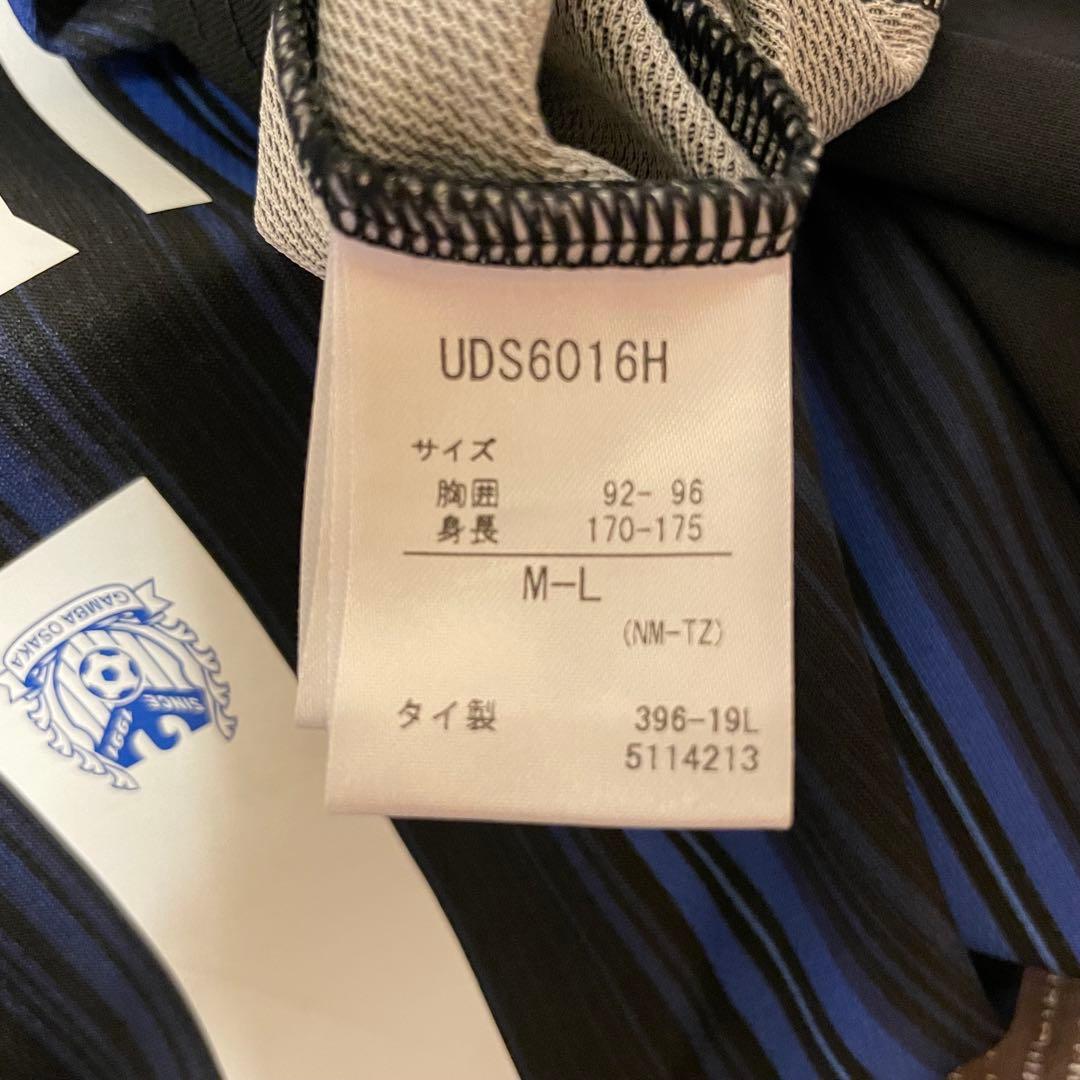 UDS6016H
サイズ
胸囲 92- 96
身長 170-175
M-L
(NM-TZ)
タイ製 396-19L
5114213
GAMBA OSAKA
SINCE
1991